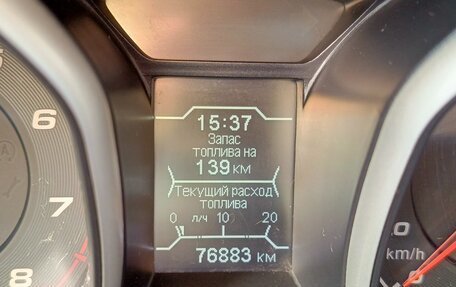 15:37
Запас
топлива на
139 км
Текущий расход
топлива
0 л/ч 10 20
76883 км
6
7
8
0
km/h